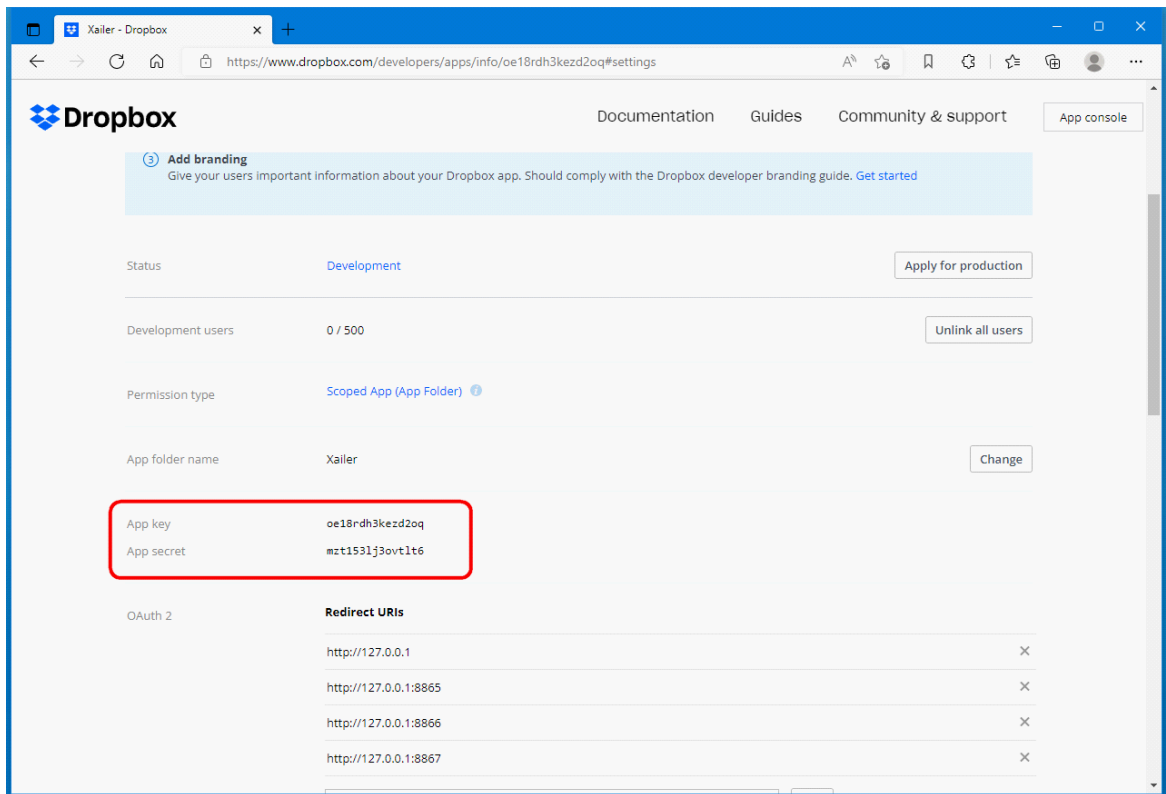 Xailer - Dropbox
https://www.dropbox.com/developers/apps/info/oe18rdh3kezd2oq#settings
Dropbox
Documentation Guides Community & support App console
3 Add branding
Give your users important information about your Dropbox app. Should comply with the Dropbox developer branding guide. Get started
Status Development Apply for production
Development users 0 / 500 Unlink all users
Permission type Scoped App (App Folder)
App folder name Xailer Change
App key oe18rdh3kezd2oq
App secret mzt153lj3ovtlt6
OAuth 2 Redirect URIs
http://127.0.0.1
http://127.0.0.1:8865
http://127.0.0.1:8866
http://127.0.0.1:8867